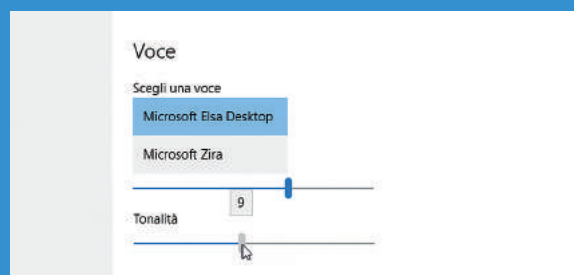 Voce
Scegli una voce
Microsoft Elsa Desktop
Microsoft Zira
9
Tonalità